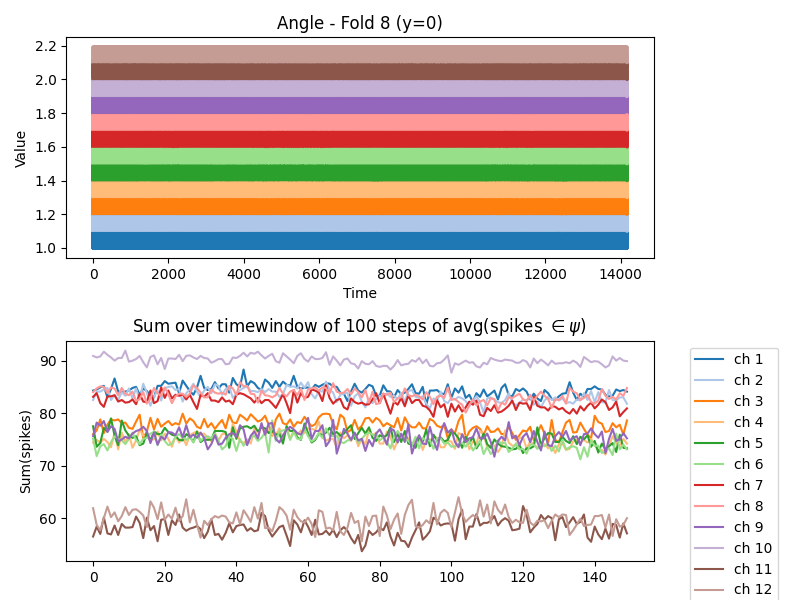 Angle - Fold 8 (y=0)
Value
2.2
2.0
1.8
1.6
1.4
1.2
1.0
0 2000 4000 6000 8000 10000 12000 14000
Time
Sum over timewindow of 100 steps of avg(spikes ∈ψ)
Sum(spikes)
90
80
70
60
0 20 40 60 80 100 120 140
ch 1
ch 2
ch 3
ch 4
ch 5
ch 6
ch 7
ch 8
ch 9
ch 10
ch 11
ch 12